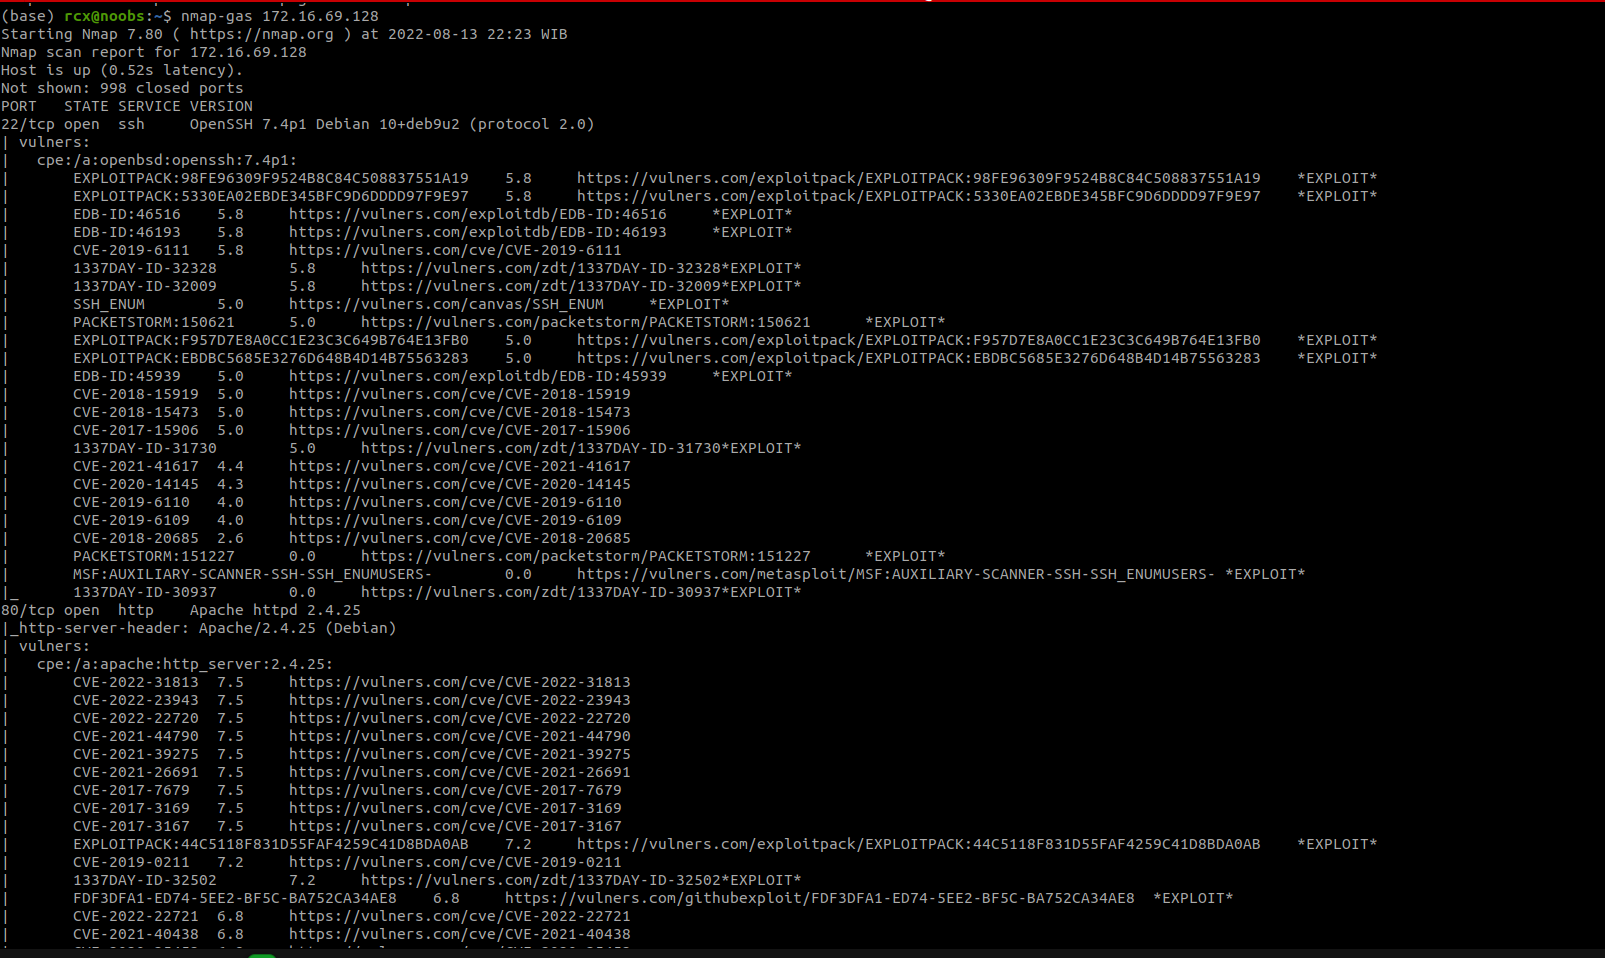 (base) rcx@noobs:~$ nmap-gas 172.16.69.128
Starting Nmap 7.80 ( https://nmap.org ) at 2022-08-13 22:23 WIB
Nmap scan report for 172.16.69.128
Host is up (0.52s latency).
Not shown: 998 closed ports
PORT   STATE SERVICE VERSION
22/tcp open  ssh     OpenSSH 7.4p1 Debian 10+deb9u2 (protocol 2.0)
| vulners:
|   cpe:/a:openbsd:openssh:7.4p1:
|       EXPLOITPACK:98FE96309F9524B8C84C508837551A19    5.8     https://vulners.com/exploitpack/EXPLOITPACK:98FE96309F9524B8C84C508837551A19    *EXPLOIT*
|       EXPLOITPACK:5330EA02EBDE345BFC9D6DDDD97F9E97    5.8     https://vulners.com/exploitpack/EXPLOITPACK:5330EA02EBDE345BFC9D6DDDD97F9E97    *EXPLOIT*
|       EDB-ID:46516    5.8     https://vulners.com/exploitdb/EDB-ID:46516     *EXPLOIT*
|       EDB-ID:46193    5.8     https://vulners.com/exploitdb/EDB-ID:46193     *EXPLOIT*
|       CVE-2019-6111   5.8     https://vulners.com/cve/CVE-2019-6111
|       1337DAY-ID-32328        5.8     https://vulners.com/zdt/1337DAY-ID-32328*EXPLOIT*
|       1337DAY-ID-32009        5.8     https://vulners.com/zdt/1337DAY-ID-32009*EXPLOIT*
|       SSH_ENUM        5.0     https://vulners.com/canvas/SSH_ENUM     *EXPLOIT*
|       PACKETSTORM:150621      5.0     https://vulners.com/packetstorm/PACKETSTORM:150621      *EXPLOIT*
|       EXPLOITPACK:F957D7E8A0CC1E23C3C649B764E13FB0    5.0     https://vulners.com/exploitpack/EXPLOITPACK:F957D7E8A0CC1E23C3C649B764E13FB0    *EXPLOIT*
|       EXPLOITPACK:EBDBC5685E3276D648B4D14B75563283    5.0     https://vulners.com/exploitpack/EXPLOITPACK:EBDBC5685E3276D648B4D14B75563283    *EXPLOIT*
|       EDB-ID:45939    5.0     https://vulners.com/exploitdb/EDB-ID:45939     *EXPLOIT*
|       CVE-2018-15919  5.0     https://vulners.com/cve/CVE-2018-15919
|       CVE-2018-15473  5.0     https://vulners.com/cve/CVE-2018-15473
|       CVE-2017-15906  5.0     https://vulners.com/cve/CVE-2017-15906
|       1337DAY-ID-31730        5.0     https://vulners.com/zdt/1337DAY-ID-31730*EXPLOIT*
|       CVE-2021-41617  4.4     https://vulners.com/cve/CVE-2021-41617
|       CVE-2020-14145  4.3     https://vulners.com/cve/CVE-2020-14145
|       CVE-2019-6110   4.0     https://vulners.com/cve/CVE-2019-6110
|       CVE-2019-6109   4.0     https://vulners.com/cve/CVE-2019-6109
|       CVE-2018-20685  2.6     https://vulners.com/cve/CVE-2018-20685
|       PACKETSTORM:151227      0.0     https://vulners.com/packetstorm/PACKETSTORM:151227      *EXPLOIT*
|       MSF:AUXILIARY-SCANNER-SSH-SSH_ENUMUSERS-        0.0     https://vulners.com/metasploit/MSF:AUXILIARY-SCANNER-SSH-SSH_ENUMUSERS- *EXPLOIT*
|_      1337DAY-ID-30937        0.0     https://vulners.com/zdt/1337DAY-ID-30937*EXPLOIT*
80/tcp open  http    Apache httpd 2.4.25
|_http-server-header: Apache/2.4.25 (Debian)
| vulners:
|   cpe:/a:apache:http_server:2.4.25:
|       CVE-2022-31813  7.5     https://vulners.com/cve/CVE-2022-31813
|       CVE-2022-23943  7.5     https://vulners.com/cve/CVE-2022-23943
|       CVE-2022-22720  7.5     https://vulners.com/cve/CVE-2022-22720
|       CVE-2021-44790  7.5     https://vulners.com/cve/CVE-2021-44790
|       CVE-2021-39275  7.5     https://vulners.com/cve/CVE-2021-39275
|       CVE-2021-26691  7.5     https://vulners.com/cve/CVE-2021-26691
|       CVE-2017-7679   7.5     https://vulners.com/cve/CVE-2017-7679
|       CVE-2017-3169   7.5     https://vulners.com/cve/CVE-2017-3169
|       CVE-2017-3167   7.5     https://vulners.com/cve/CVE-2017-3167
|       EXPLOITPACK:44C5118F831D55FAF4259C41D8BDA0AB    7.2     https://vulners.com/exploitpack/EXPLOITPACK:44C5118F831D55FAF4259C41D8BDA0AB    *EXPLOIT*
|       CVE-2019-0211   7.2     https://vulners.com/cve/CVE-2019-0211
|       1337DAY-ID-32502        7.2     https://vulners.com/zdt/1337DAY-ID-32502*EXPLOIT*
|       FDF3DFA1-ED74-5EE2-BF5C-BA752CA34AE8    6.8     https://vulners.com/githubexploit/FDF3DFA1-ED74-5EE2-BF5C-BA752CA34AE8  *EXPLOIT*
|       CVE-2022-22721  6.8     https://vulners.com/cve/CVE-2022-22721
|       CVE-2021-40438  6.8     https://vulners.com/cve/CVE-2021-40438